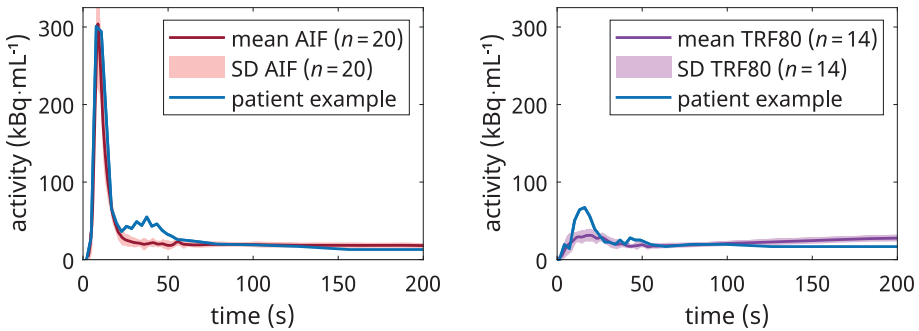 activity (kBq·mL⁻¹)
300
200
100
0
mean AIF (n = 20)
SD AIF (n = 20)
patient example
0 50 100 150 200
time (s)
activity (kBq·mL⁻¹)
300
200
100
0
mean TRF80 (n = 14)
SD TRF80 (n = 14)
patient example
0 50 100 150 200
time (s)